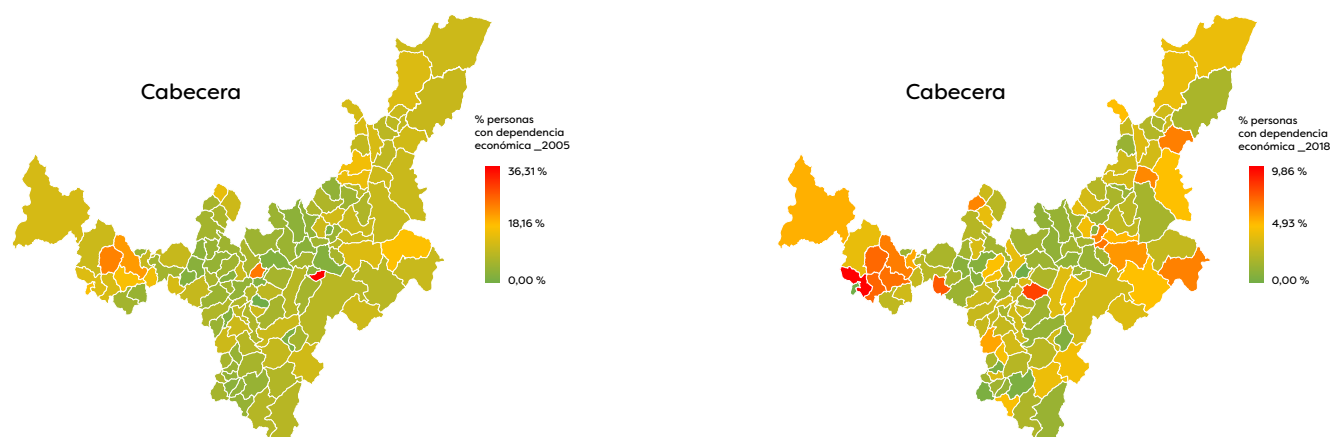 Cabecera
% personas
con dependencia
económica _2005
36,31 %
18,16 %
0,00 %
Cabecera
% personas
con dependencia
económica _2018
9,86 %
4,93 %
0,00 %